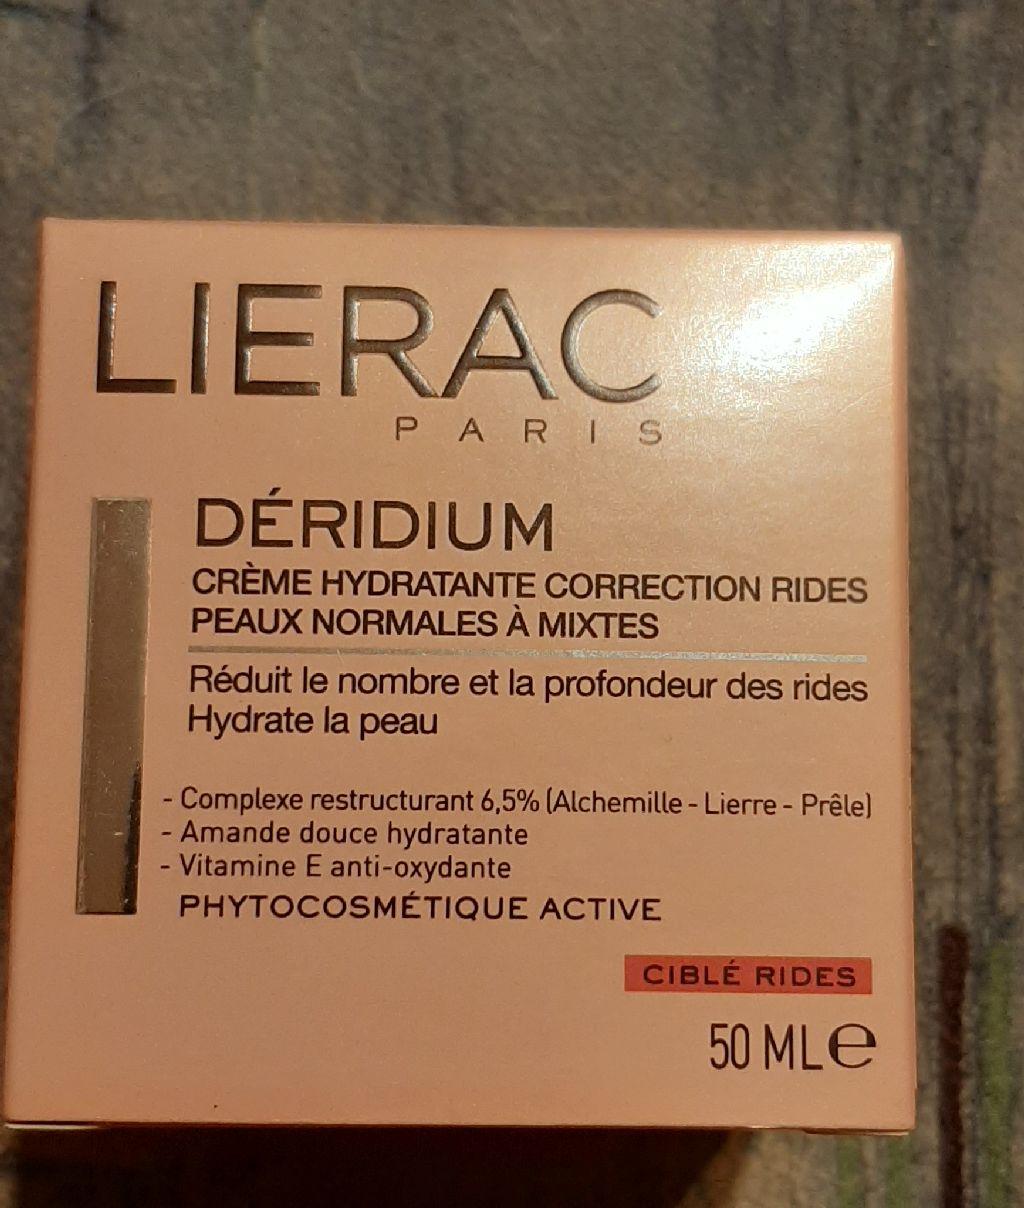 LIERAC
PARIS
DÉRIDIUM
CRÈME HYDRATANTE CORRECTION RIDES
PEAUX NORMALES À MIXTES
Réduit le nombre et la profondeur des rides
Hydrate la peau
- Complexe restructurant 6,5% (Alchemille - Lierre - Prêle)
- Amande douce hydratante
- Vitamine E anti-oxydante
PHYTOCOSMÉTIQUE ACTIVE
CIBLÉ RIDES
50 ML℮